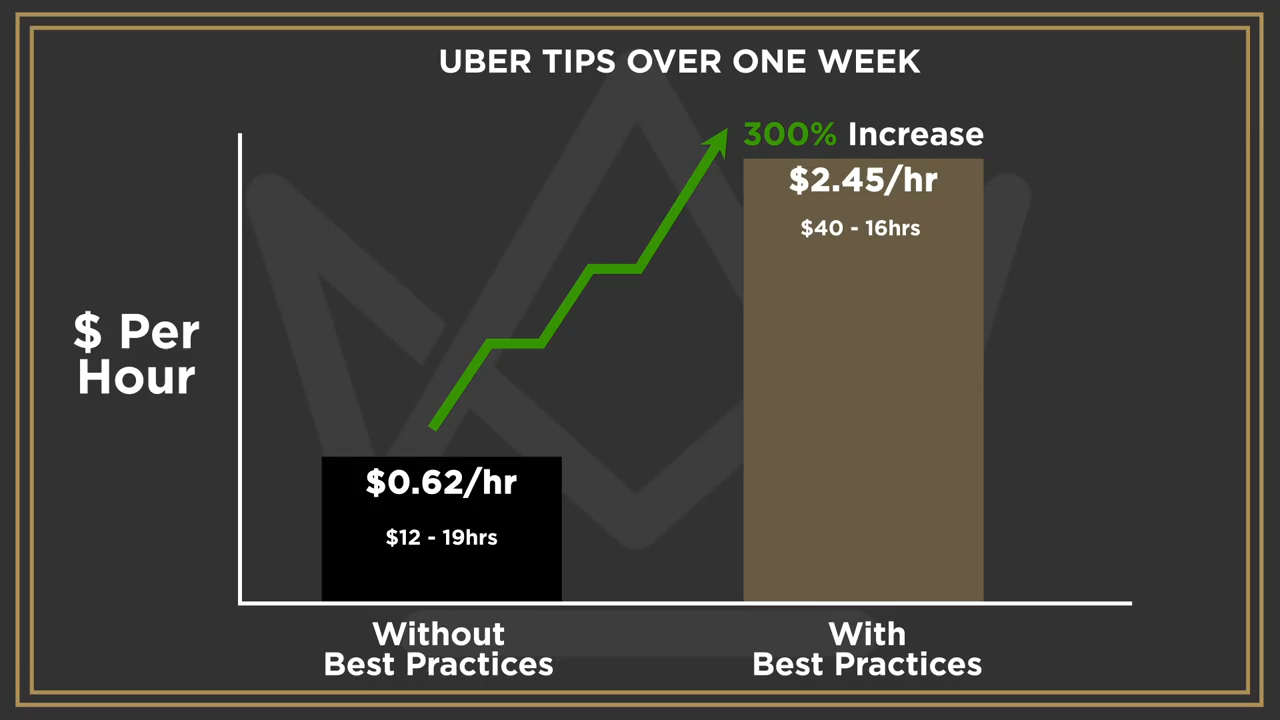 UBER TIPS OVER ONE WEEK
300% Increase
$2.45/hr
$40 - 16hrs
$ Per
Hour
$0.62/hr
$12 - 19hrs
Without
Best Practices
With
Best Practices